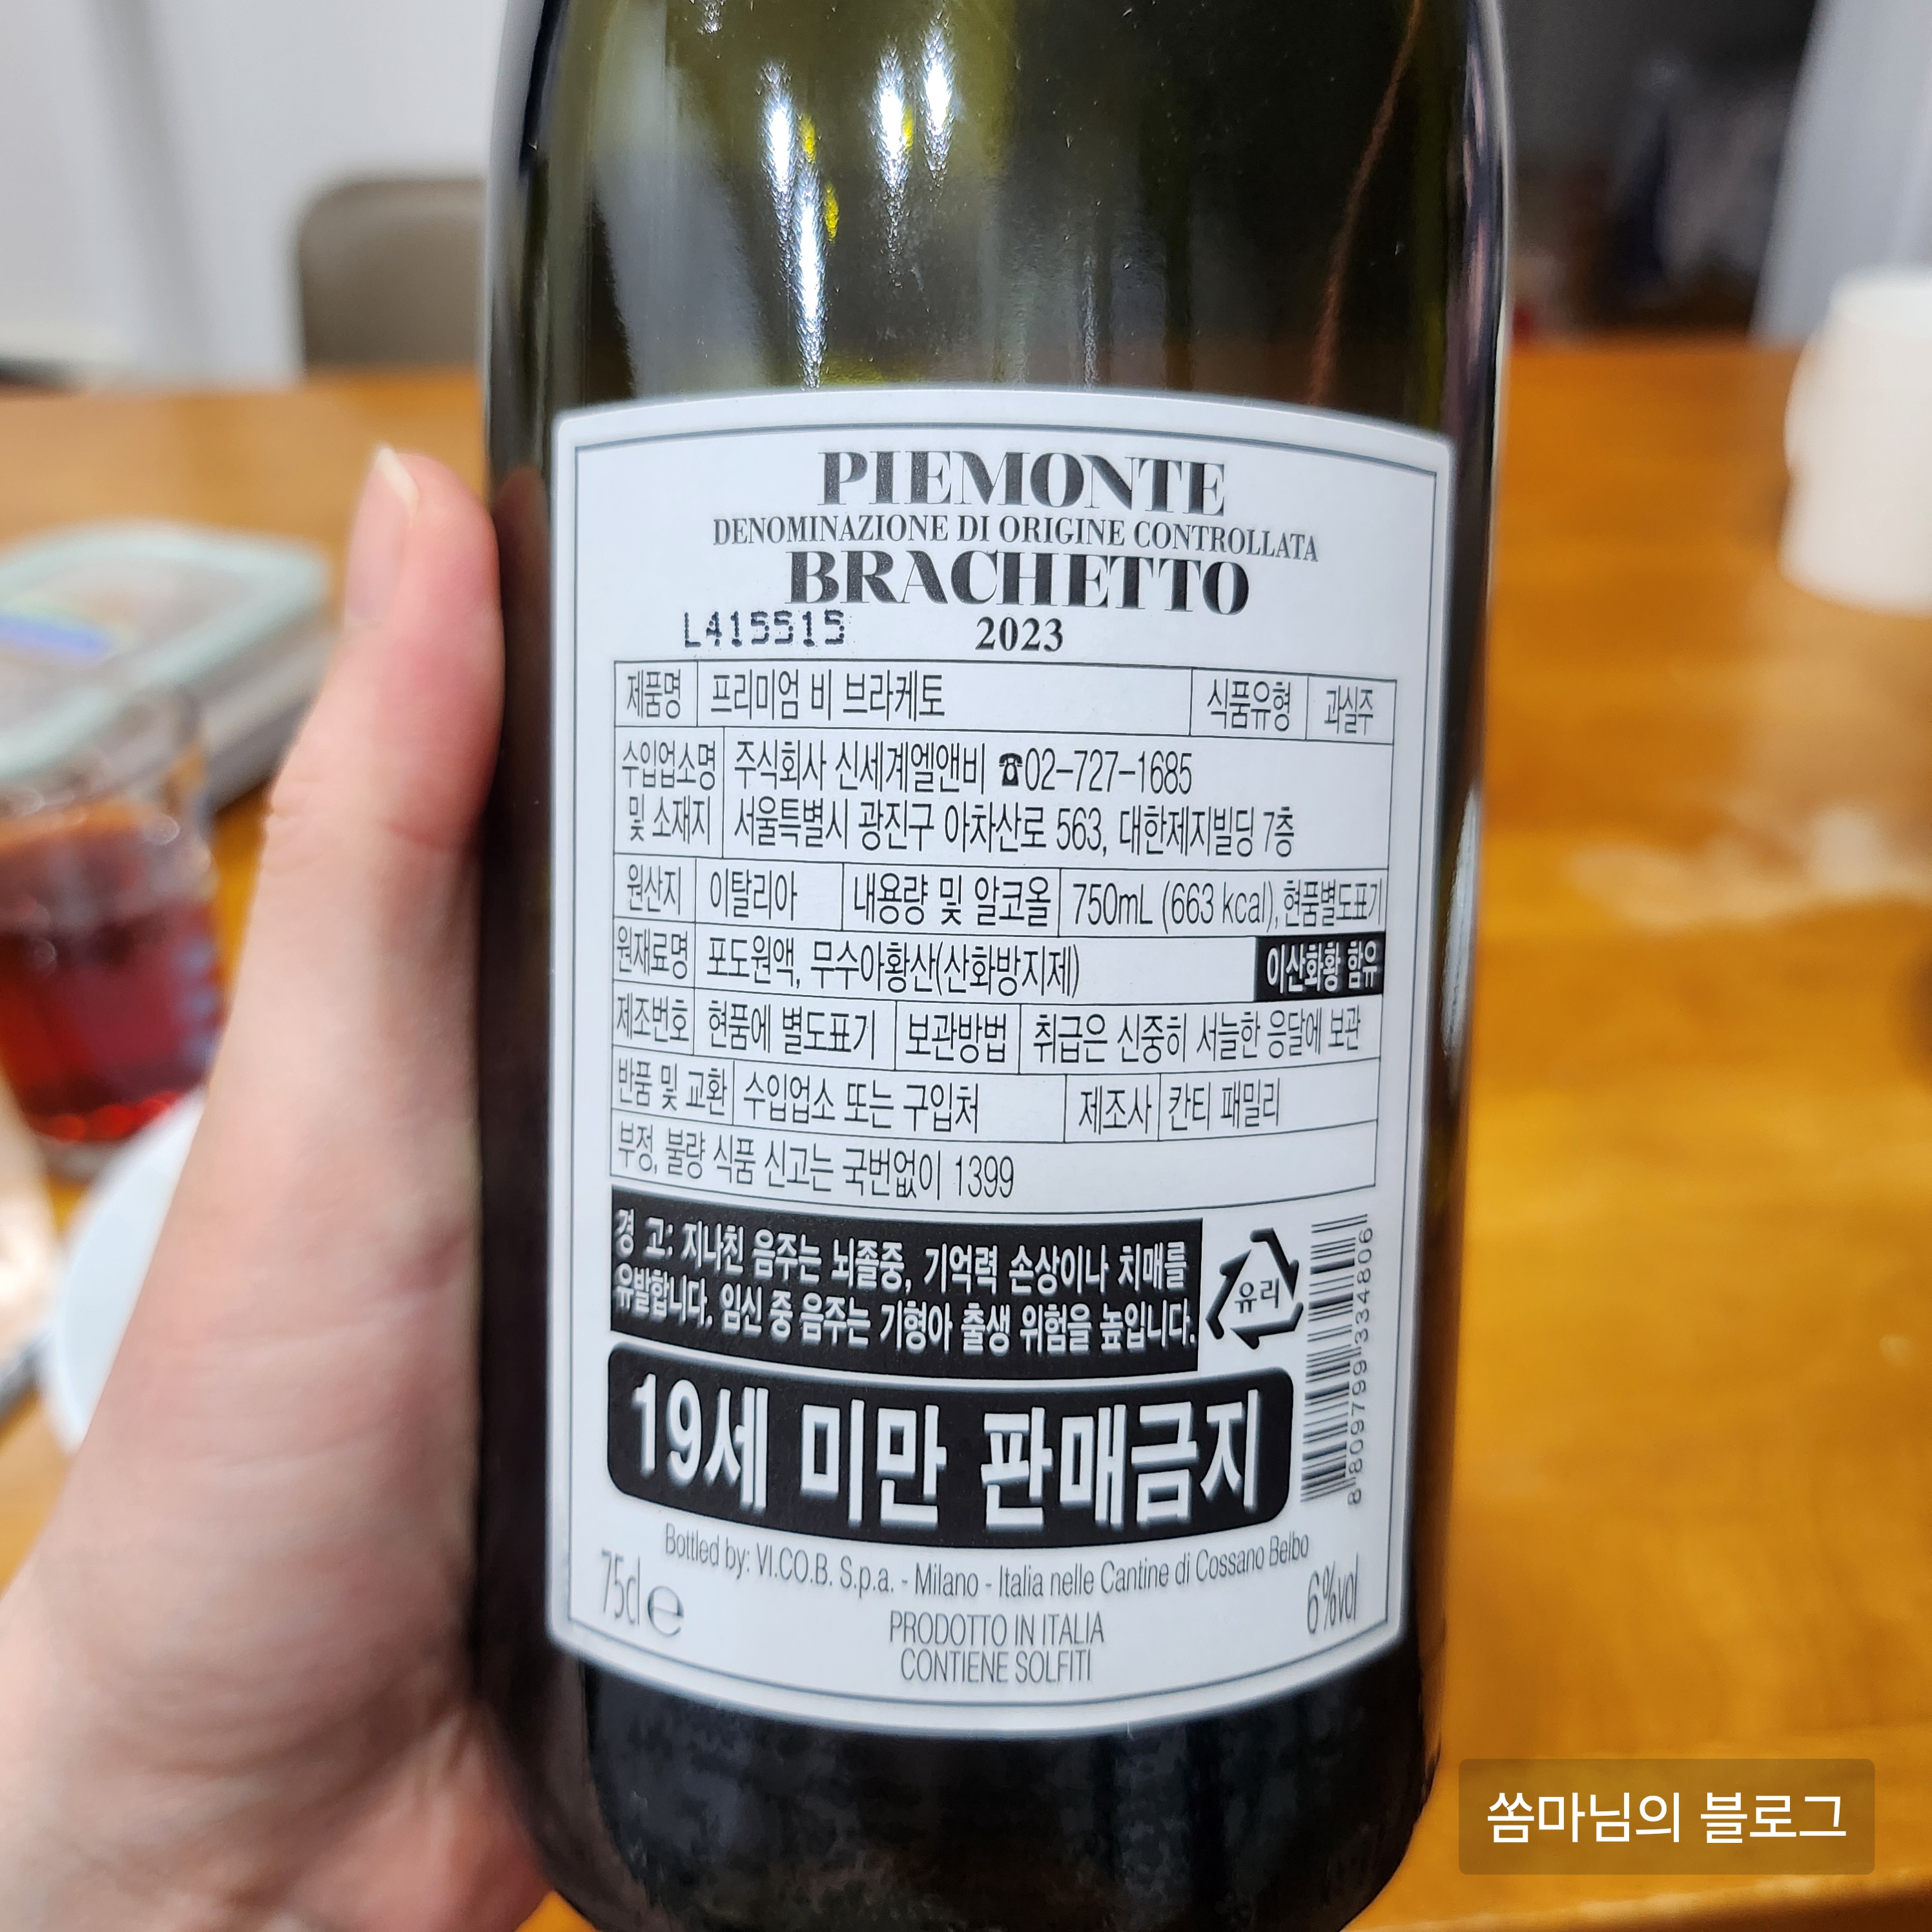 PIEMONTE
DENOMINAZIONE DI ORIGINE CONTROLLATA
BRACHETTO
L415515 2023
제품명 프리미엄 비 브라케토 식품유형 과실주
수입업소명 주식회사 신세계엘앤비 ☎02-727-1685
및 소재지 서울특별시 광진구 아차산로 563, 대한제지빌딩 7층
원산지 이탈리아 내용량 및 알코올 750mL (663 kcal), 현품별도표기
원재료명 포도원액, 무수아황산(산화방지제) 이산화황 함유
제조번호 현품에 별도표기 보관방법 취급은 신중히 서늘한 응달에 보관
반품 및 교환 수입업소 또는 구입처 제조사 칸티 패밀리
부정, 불량 식품 신고는 국번없이 1399
경 고: 지나친 음주는 뇌졸중, 기억력 손상이나 치매를
유발합니다. 임신 중 음주는 기형아 출생 위험을 높입니다.
유리
8809799334806
19세 미만 판매금지
Bottled by: VI.CO.B. S.p.a. - Milano - Italia nelle Cantine di Cossano Belbo
75cl e 6%vol
PRODOTTO IN ITALIA
CONTIENE SOLFITI
쏨마님의 블로그